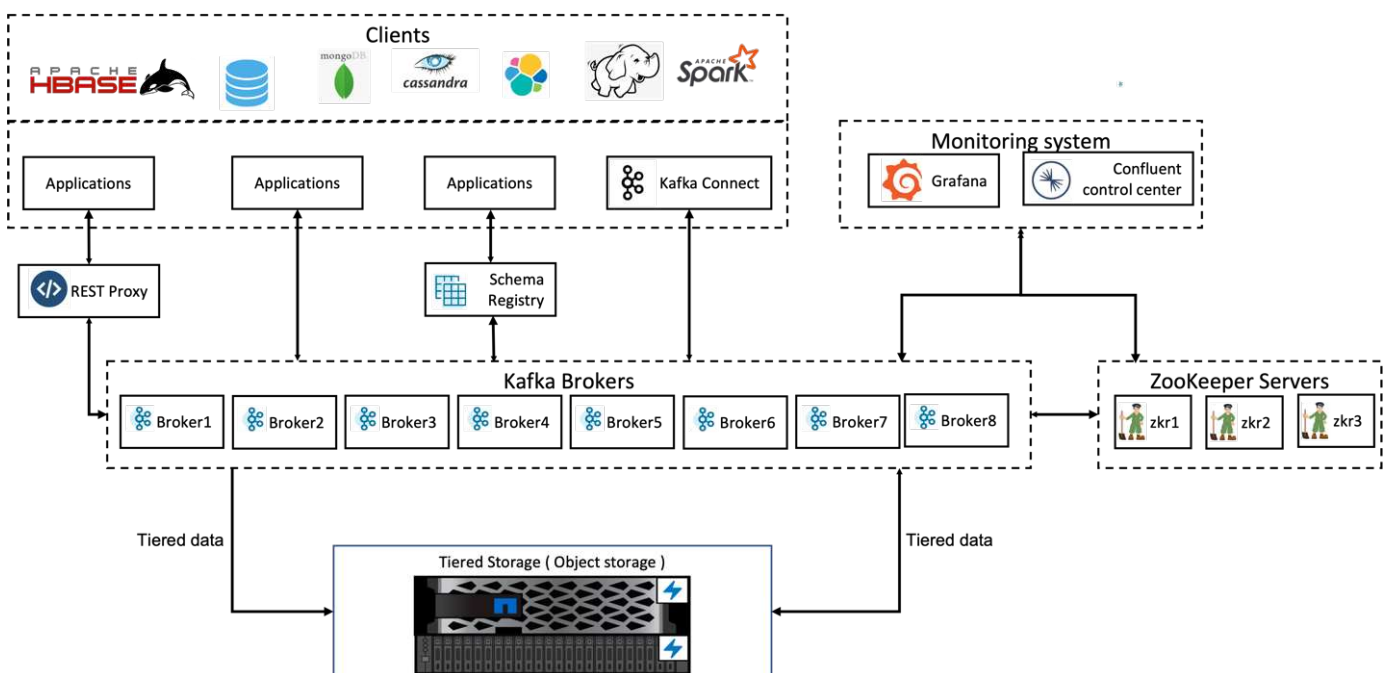 Clients
APACHE
HBASE
mongoDB
cassandra
APACHE
Spark
Applications
Applications
Applications
Kafka Connect
Monitoring system
Grafana
Confluent
control center
REST Proxy
Schema
Registry
Kafka Brokers
Broker1
Broker2
Broker3
Broker4
Broker5
Broker6
Broker7
Broker8
ZooKeeper Servers
zkr1
zkr2
zkr3
Tiered data
Tiered data
Tiered Storage ( Object storage )